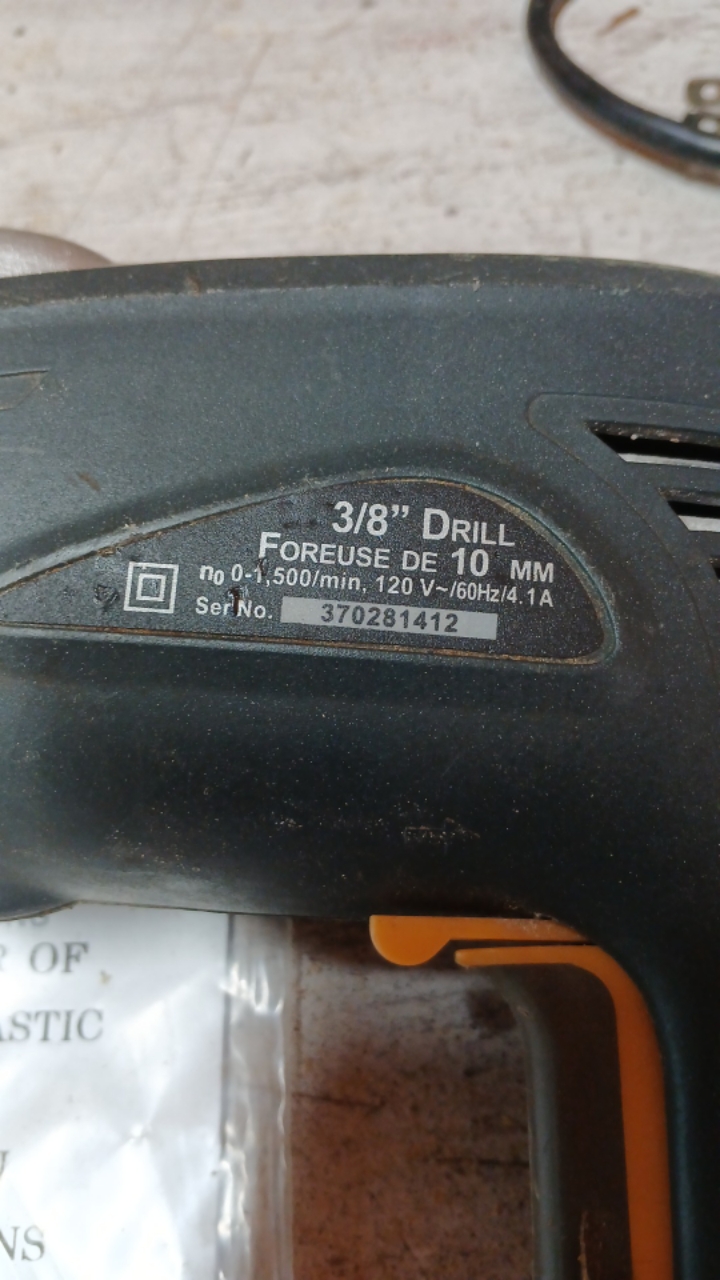 3/8” DRILL
FOREUSE DE 10 MM
n0 0-1,500/min, 120 V~/60Hz/4.1A
Ser No. 370281412
OF
ASTIC
NS